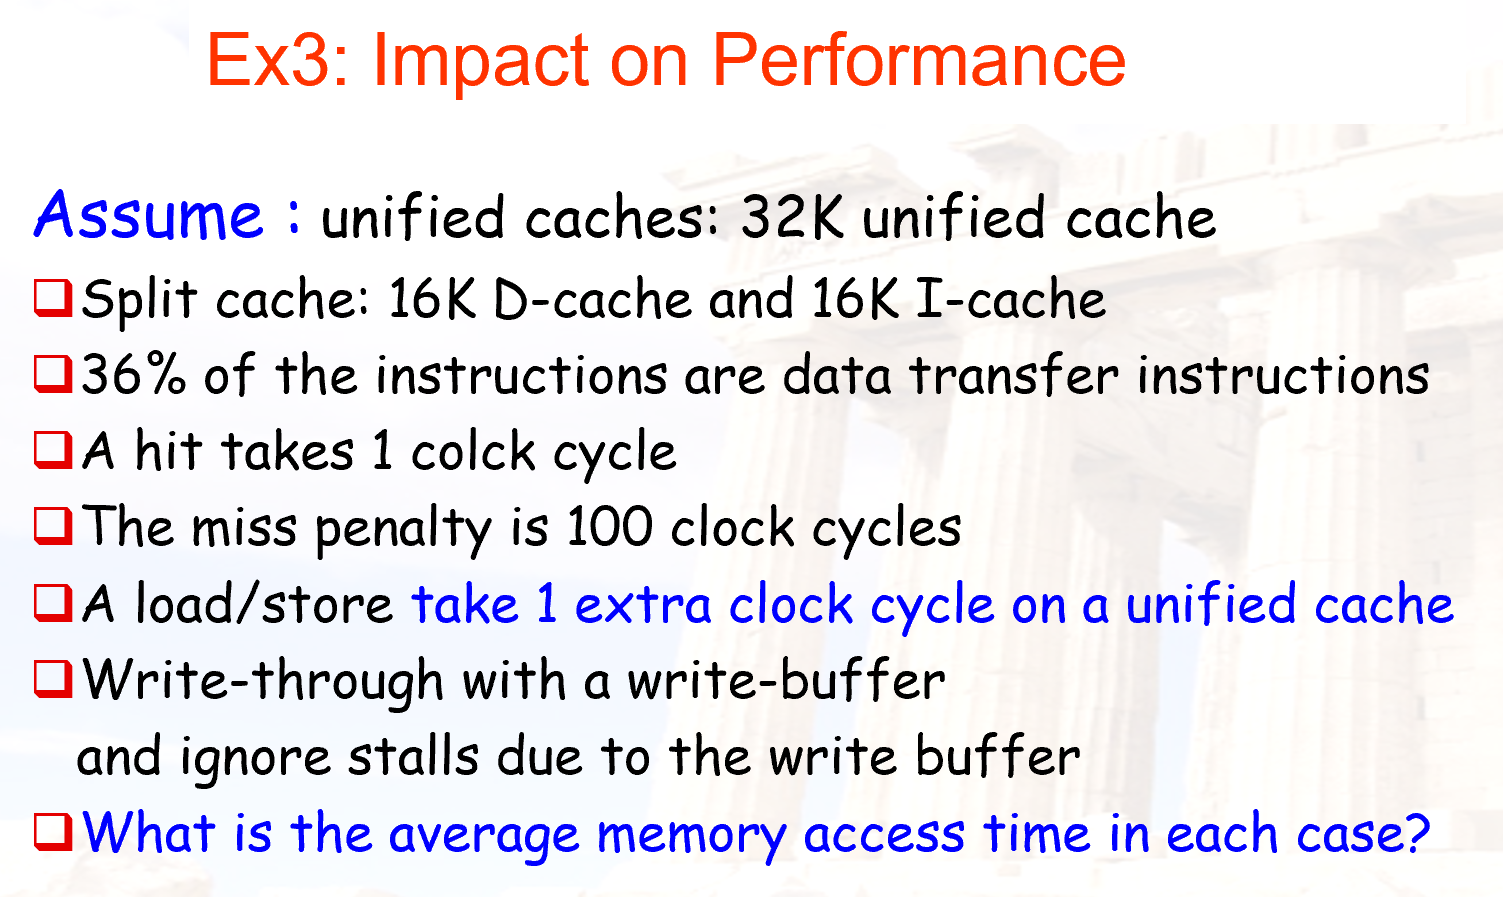 Ex3: Impact on Performance
Assume : unified caches: 32K unified cache
Split cache: 16K D-cache and 16K I-cache
36% of the instructions are data transfer instructions
A hit takes 1 colck cycle
The miss penalty is 100 clock cycles
A load/store take 1 extra clock cycle on a unified cache
Write-through with a write-buffer
and ignore stalls due to the write buffer
What is the average memory access time in each case?